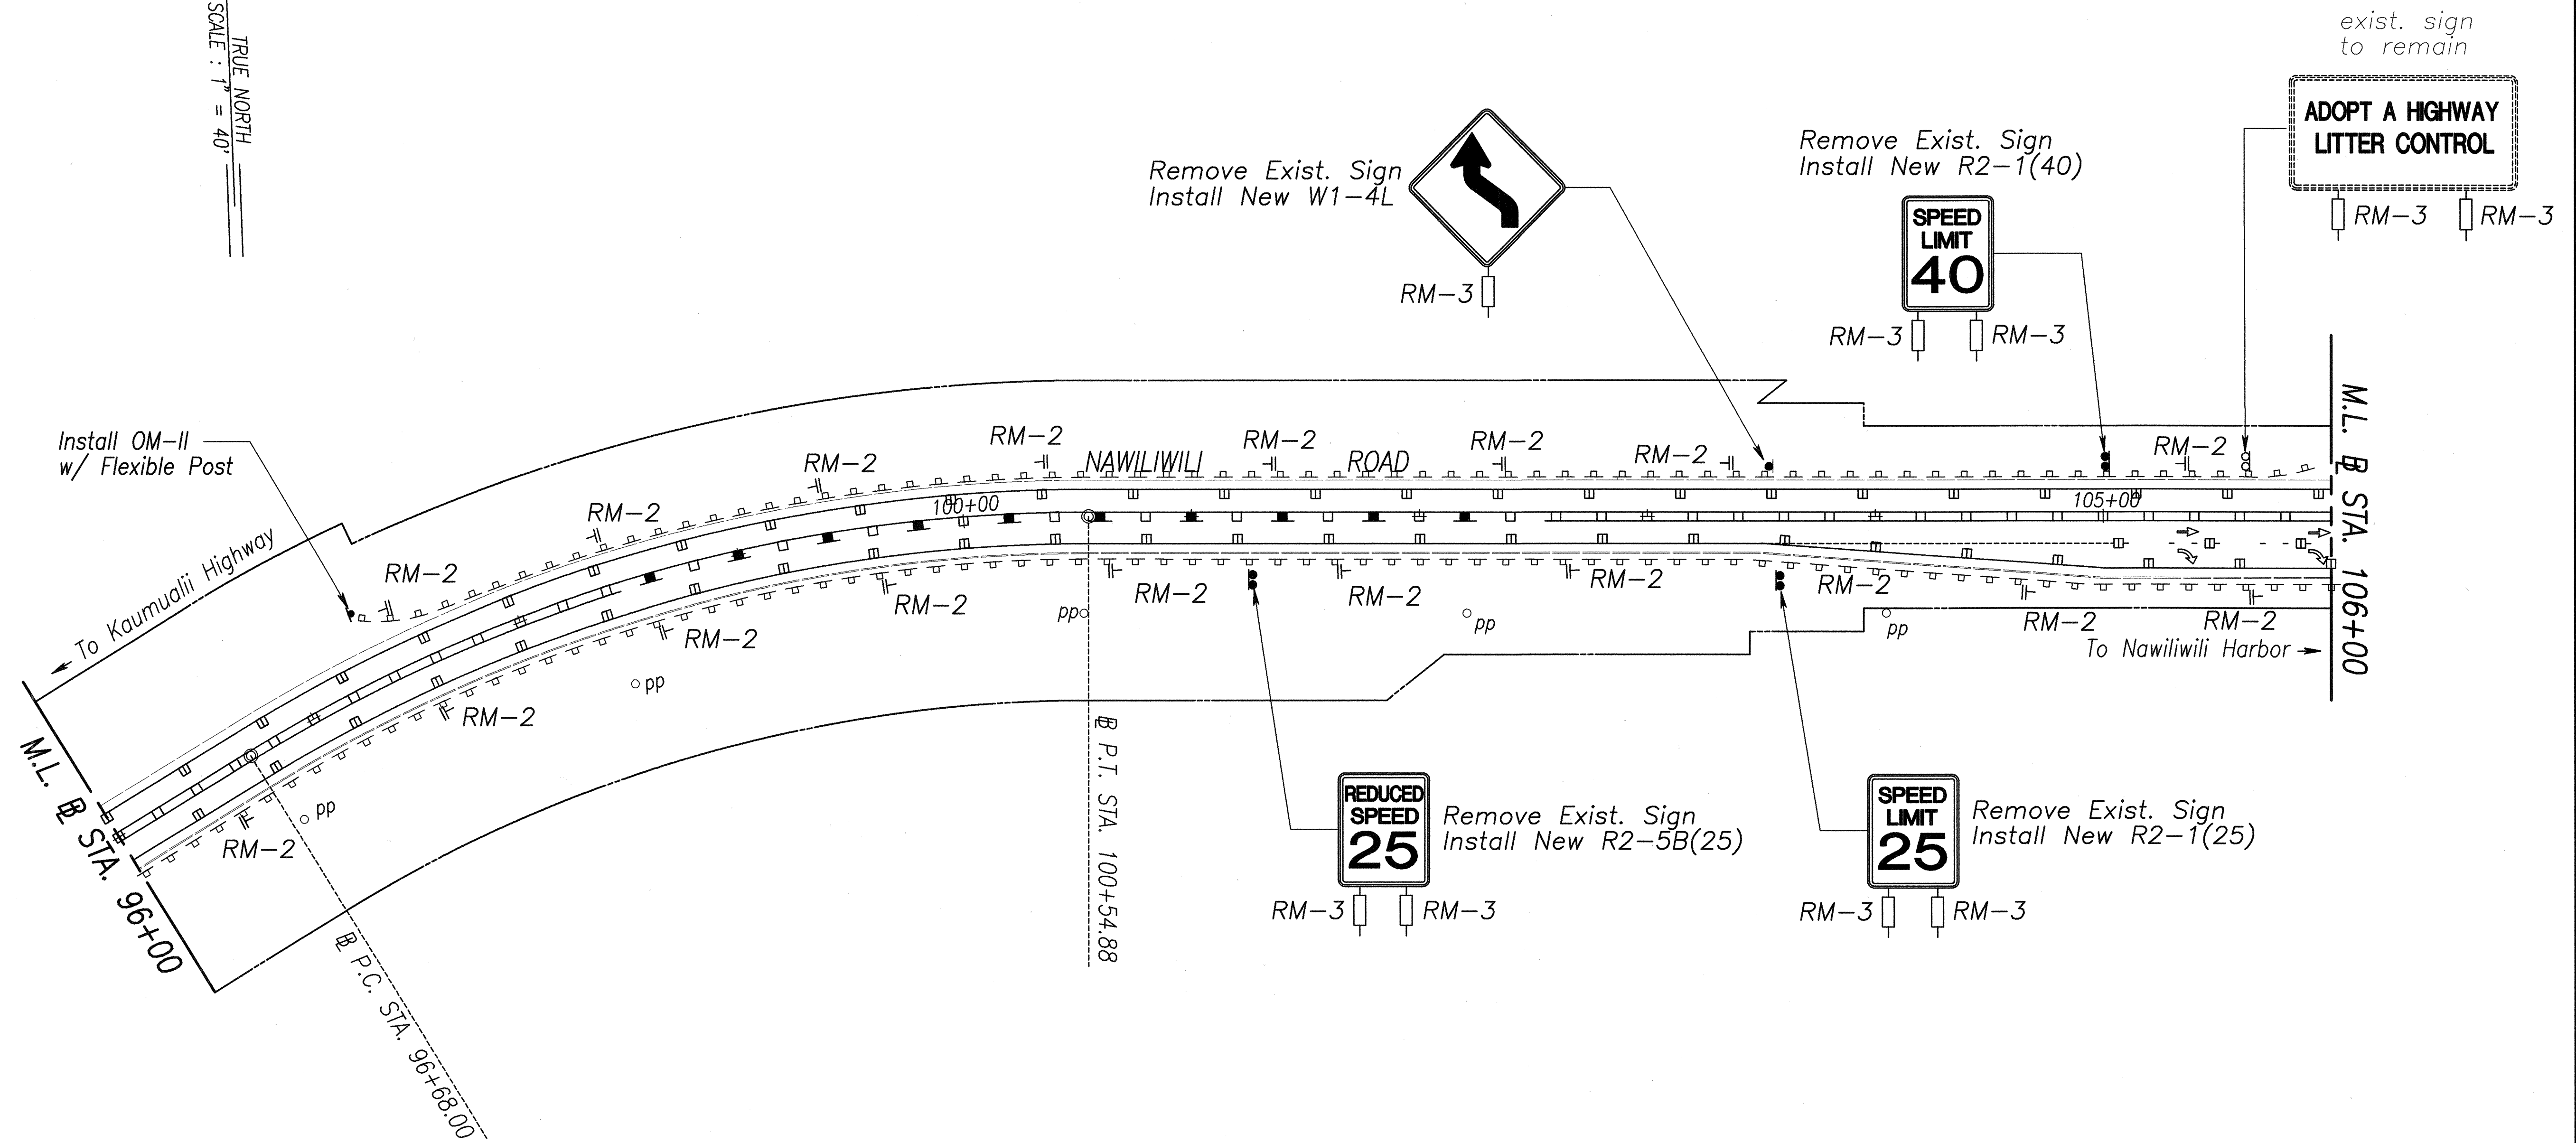 TRUE NORTH
SCALE : 1" = 40'
exist. sign
to remain
ADOPT A HIGHWAY
LITTER CONTROL
RM-3
RM-3
Remove Exist. Sign
Install New W1-4L
RM-3
Remove Exist. Sign
Install New R2-1(40)
SPEED
LIMIT
40
RM-3
RM-3
Install OM-II
w/ Flexible Post
To Kaumualii Highway
RM-2
RM-2
RM-2
RM-2
NAWILIWILI ROAD
RM-2
RM-2
RM-2
RM-2
100+00
105+00
M.L. BL STA. 106+00
RM-2
RM-2
RM-2
RM-2
RM-2
RM-2
RM-2
RM-2
RM-2
RM-2
pp
pp
pp
pp
pp
To Nawiliwili Harbor
M.L. BL STA. 96+00
BL P.C. STA. 96+68.00
BL P.T. STA. 100+54.88
REDUCED
SPEED
25
Remove Exist. Sign
Install New R2-5B(25)
RM-3
RM-3
SPEED
LIMIT
25
Remove Exist. Sign
Install New R2-1(25)
RM-3
RM-3